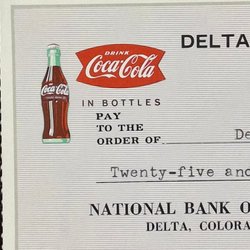 DELTA
DRINK
Coca-Cola
Coca-Cola
IN BOTTLES
PAY
TO THE
ORDER OF
Twenty-five and
NATIONAL BANK O
DELTA, COLORA